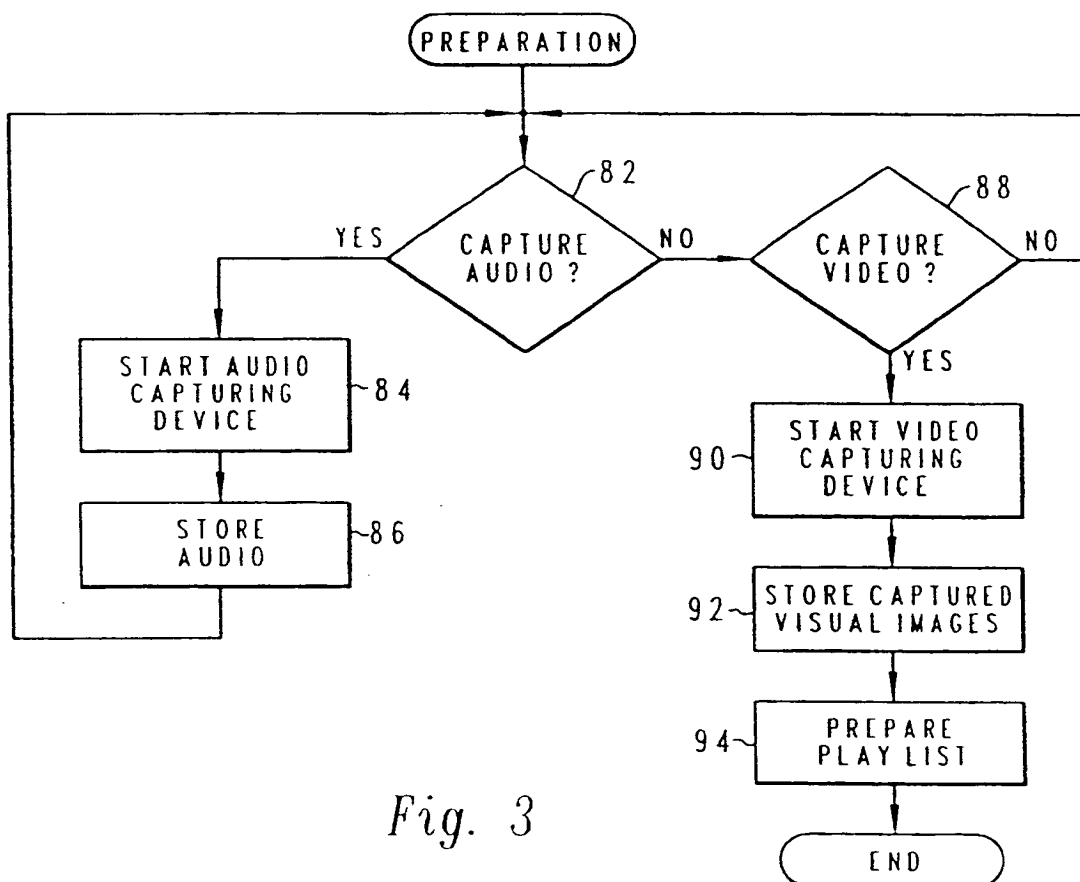 PREPARATION
82
YES
CAPTURE
AUDIO?
NO
88
CAPTURE
VIDEO?
NO
YES
START AUDIO
CAPTURING
DEVICE
84
STORE
AUDIO
86
90
START VIDEO
CAPTURING
DEVICE
92
STORE CAPTURED
VISUAL IMAGES
94
PREPARE
PLAY LIST
END
Fig. 3